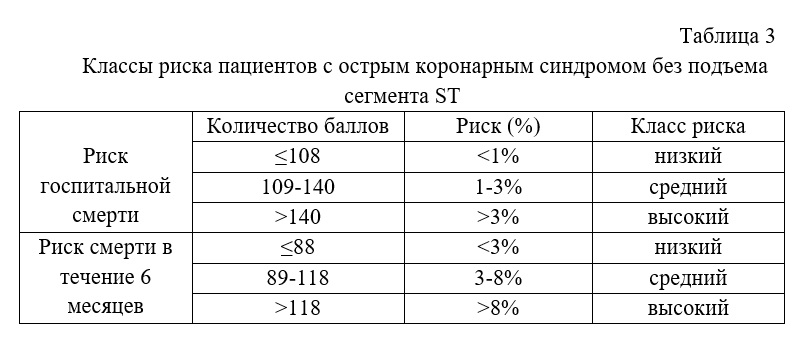 Таблица 3
Классы риска пациентов с острым коронарным синдромом без подъема
сегмента ST
Количество баллов Риск (%) Класс риска
Риск госпитальной смерти ≤108 <1% низкий
109-140 1-3% средний
>140 >3% высокий
Риск смерти в течение 6 месяцев ≤88 <3% низкий
89-118 3-8% средний
>118 >8% высокий